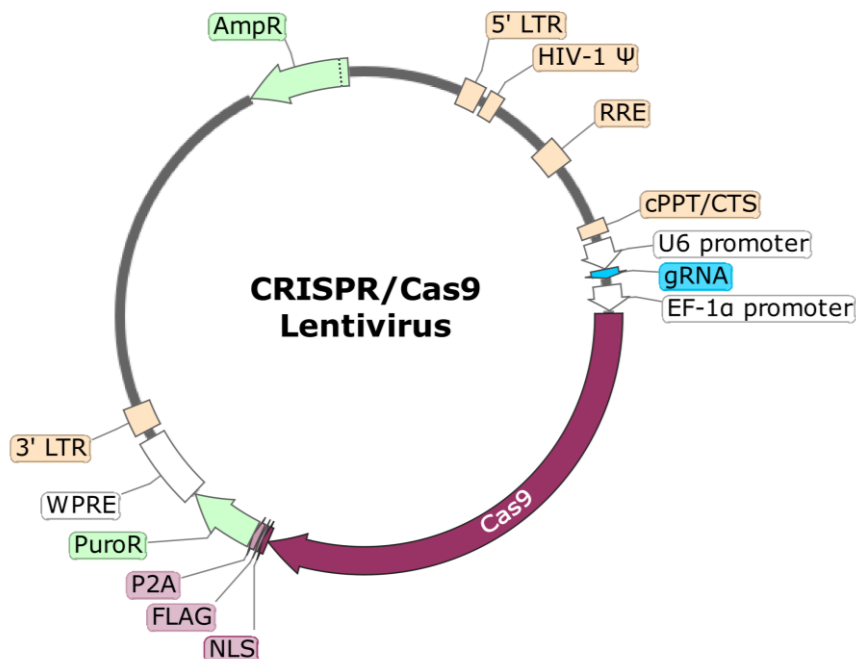 AmpR
5' LTR
HIV-1 Ψ
RRE
cPPT/CTS
U6 promoter
gRNA
EF-1α promoter
CRISPR/Cas9
Lentivirus
Cas9
3' LTR
WPRE
PuroR
P2A
FLAG
NLS